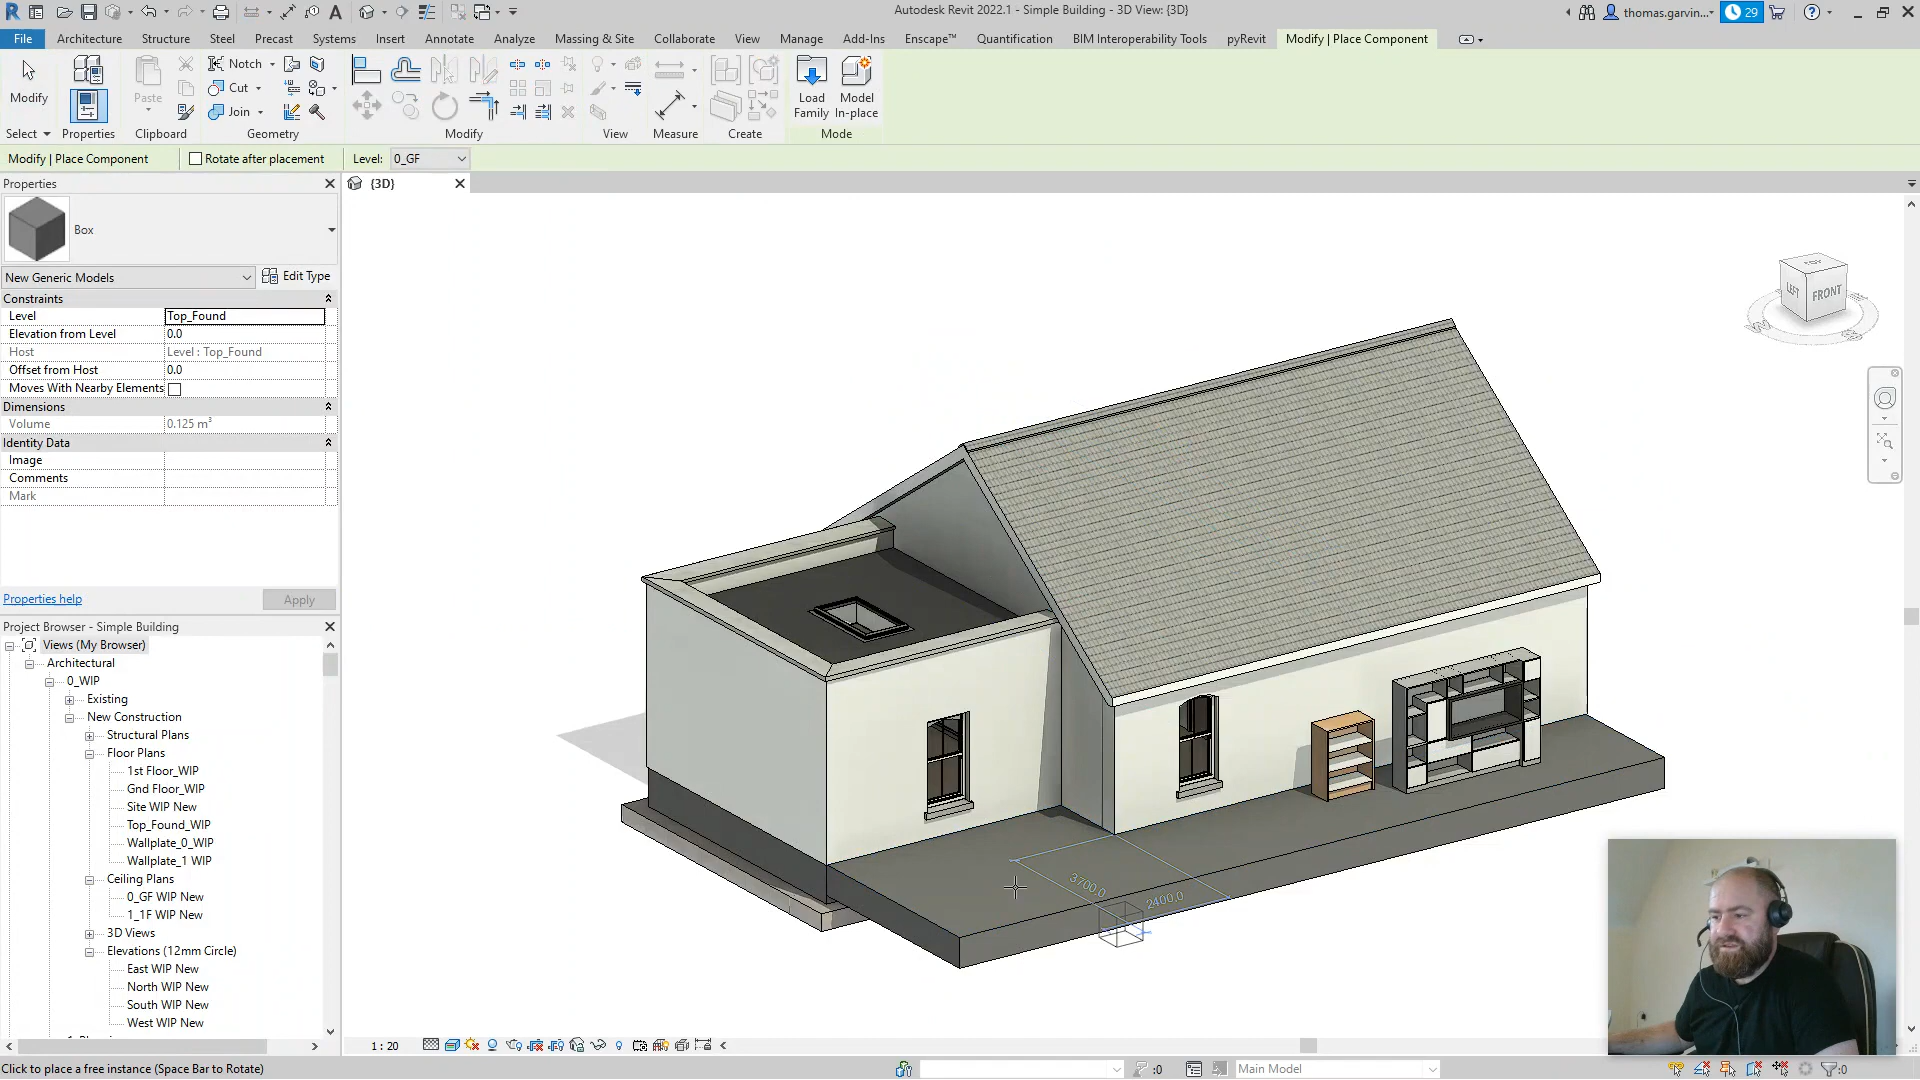 Autodesk Revit 2022.1 - Simple Building - 3D View: {3D}
thomas.garvin...
29
File
Architecture
Structure
Steel
Precast
Systems
Insert
Annotate
Analyze
Massing & Site
Collaborate
View
Manage
Add-Ins
Enscape™
Quantification
BIM Interoperability Tools
pyRevit
Modify | Place Component
Modify
Paste
Notch
Cut
Join
Load Family
Model In-place
Select
Properties
Clipboard
Geometry
Modify
View
Measure
Create
Mode
Modify | Place Component
Rotate after placement
Level: 0_GF
Properties
{3D}
Box
New Generic Models
Edit Type
Constraints
Level Top_Found
Elevation from Level 0.0
Host Level : Top_Found
Offset from Host 0.0
Moves With Nearby Elements
Dimensions
Volume 0.125 m³
Identity Data
Image
Comments
Mark
Properties help
Apply
Project Browser - Simple Building
Views (My Browser)
Architectural
0_WIP
Existing
New Construction
Structural Plans
Floor Plans
1st Floor_WIP
Gnd Floor_WIP
Site WIP New
Top_Found_WIP
Wallplate_0_WIP
Wallplate_1 WIP
Ceiling Plans
0_GF WIP New
1_1F WIP New
3D Views
Elevations (12mm Circle)
East WIP New
North WIP New
South WIP New
West WIP New
TOP
LEFT
FRONT
W
3700.0
2400.0
1 : 20
Click to place a free instance (Space Bar to Rotate)
:0
Main Model
:0